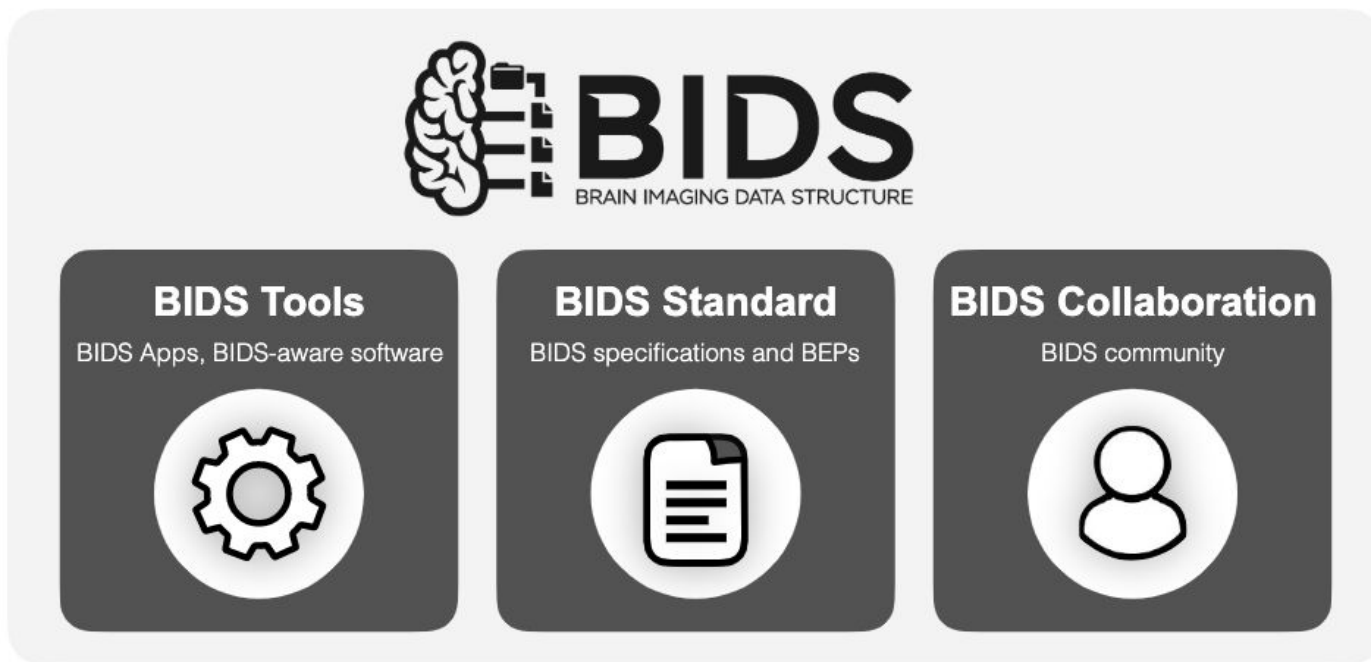 BIDS
BRAIN IMAGING DATA STRUCTURE
BIDS Tools
BIDS Apps, BIDS-aware software
BIDS Standard
BIDS specifications and BEPs
BIDS Collaboration
BIDS community